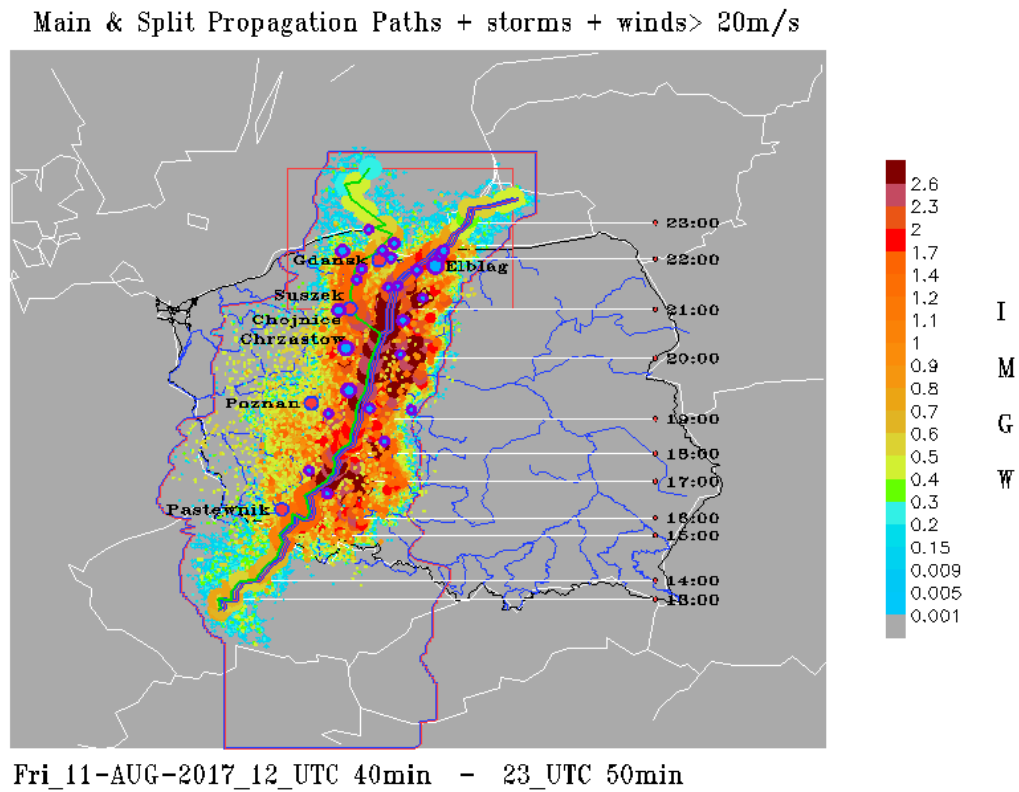 Main & Split Propagation Paths + storms + winds> 20m/s
23:00
Gdansk
22:00
Elblag
Suszek
21:00
Chojnice
Chrzastow
20:00
Poznan
19:00
18:00
17:00
Pastewnik
16:00
15:00
14:00
13:00
2.6
2.3
2
1.7
1.4
1.2
1.1
1
0.9
0.8
0.7
0.6
0.5
0.4
0.3
0.2
0.15
0.009
0.005
0.001
I
M
G
W
Fri_11-AUG-2017_12_UTC 40min - 23_UTC 50min